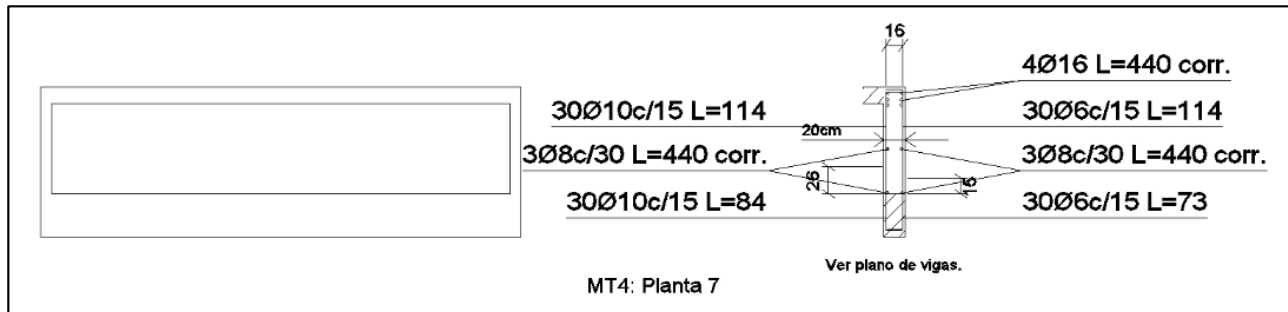 16
4Ø16 L=440 corr.
30Ø10c/15 L=114
30Ø6c/15 L=114
20cm
3Ø8c/30 L=440 corr.
3Ø8c/30 L=440 corr.
26
15
30Ø10c/15 L=84
30Ø6c/15 L=73
Ver plano de vigas.
MT4: Planta 7